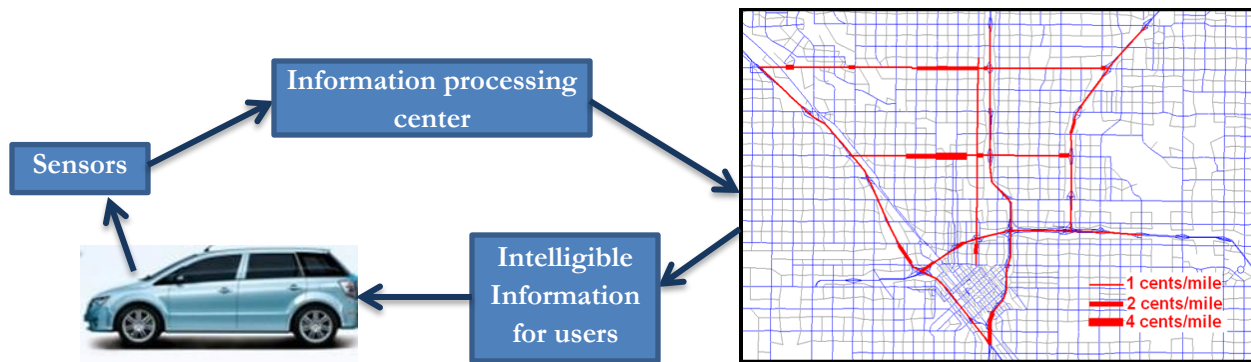 Information processing
center
Sensors
Intelligible
Information
for users
1 cents/mile
2 cents/mile
4 cents/mile